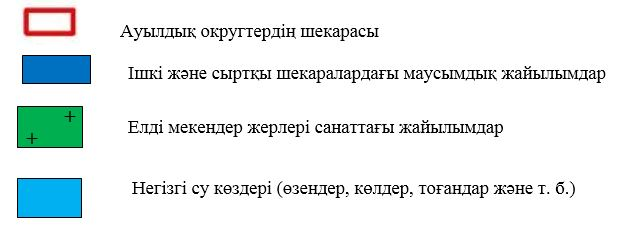 Ауылдық округтердің шекарасы
Ішкі және сыртқы шекаралардағы маусымдық жайылымдар
Елді мекендер жерлері санаттағы жайылымдар
Негізгі су көздері (өзендер, көлдер, тоғандар және т. б.)